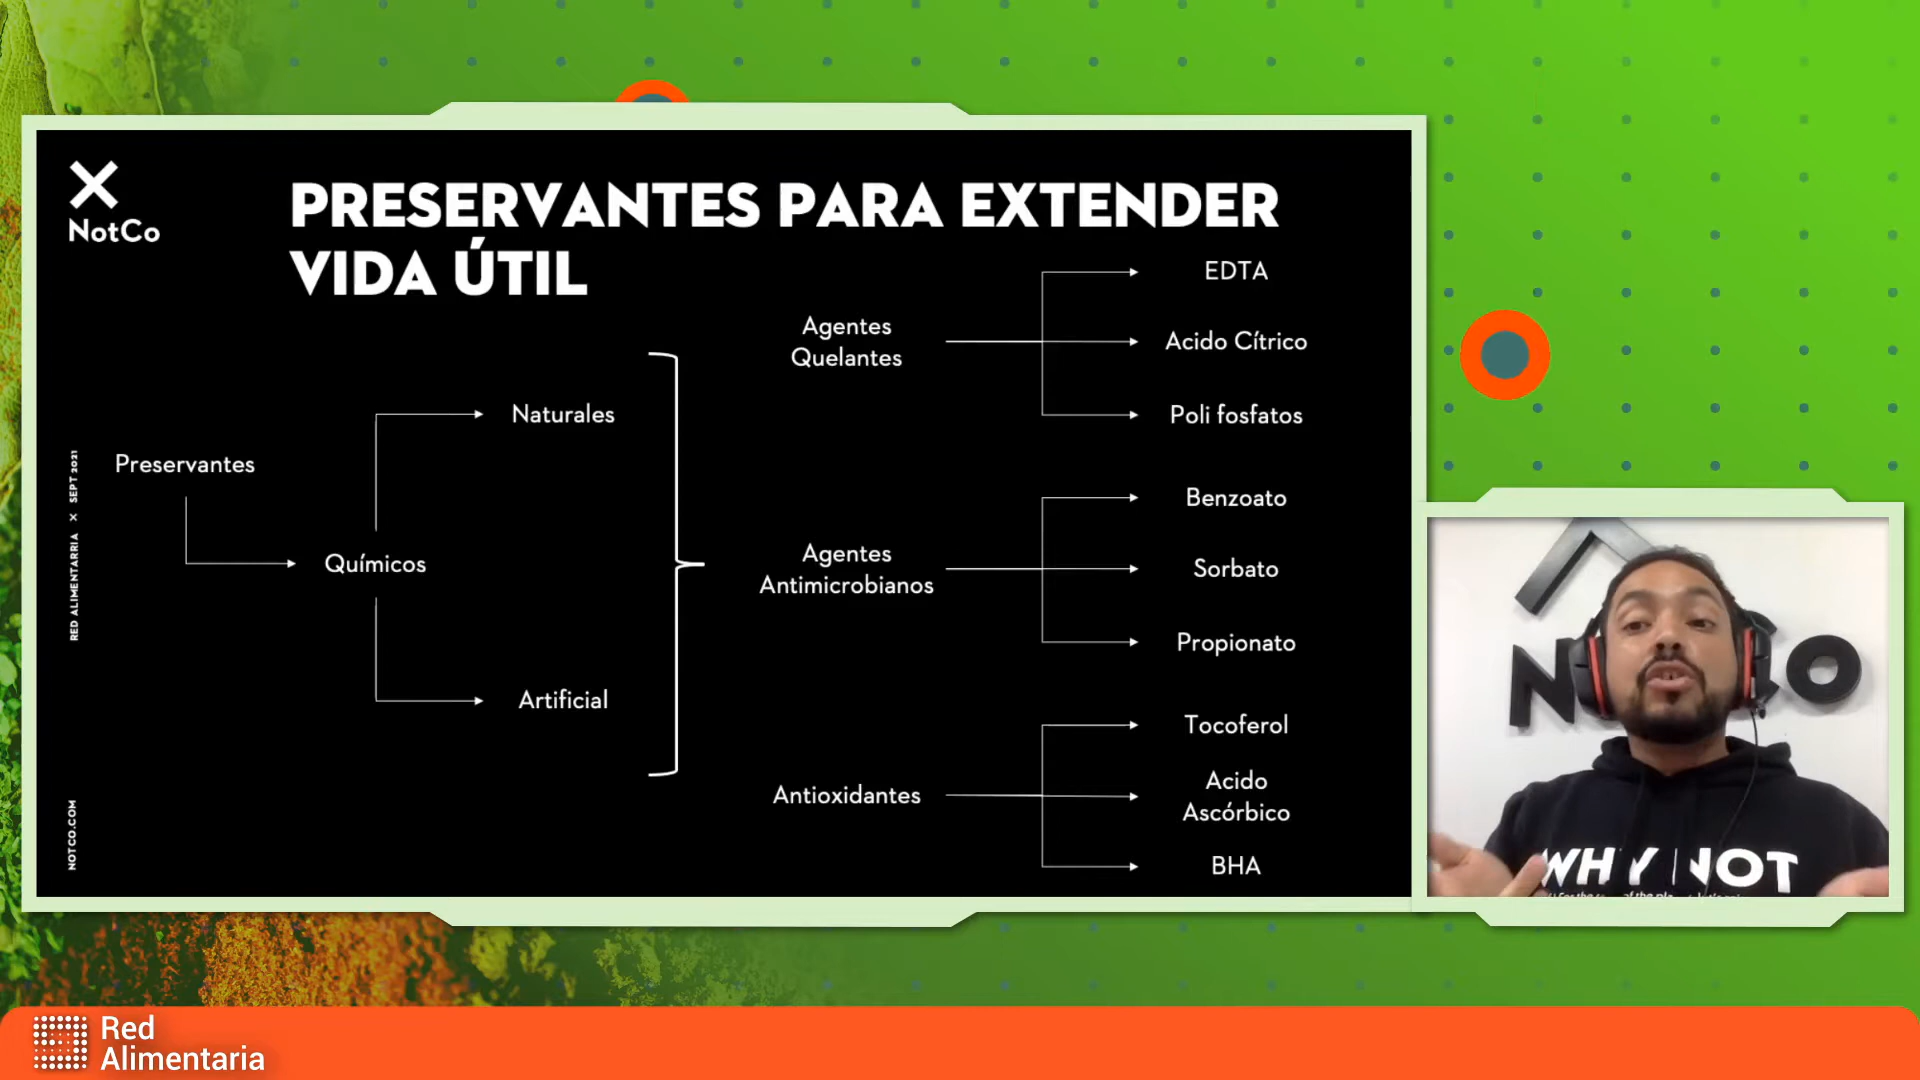 NotCo
PRESERVANTES PARA EXTENDER
VIDA ÚTIL
RED ALIMENTARRIA X SEPT 2021
NOTCO.COM
Preservantes
Químicos
Naturales
Artificial
Agentes
Quelantes
EDTA
Acido Cítrico
Poli fosfatos
Agentes
Antimicrobianos
Benzoato
Sorbato
Propionato
Antioxidantes
Tocoferol
Acido
Ascórbico
BHA
WHY NOT
Red
Alimentaria